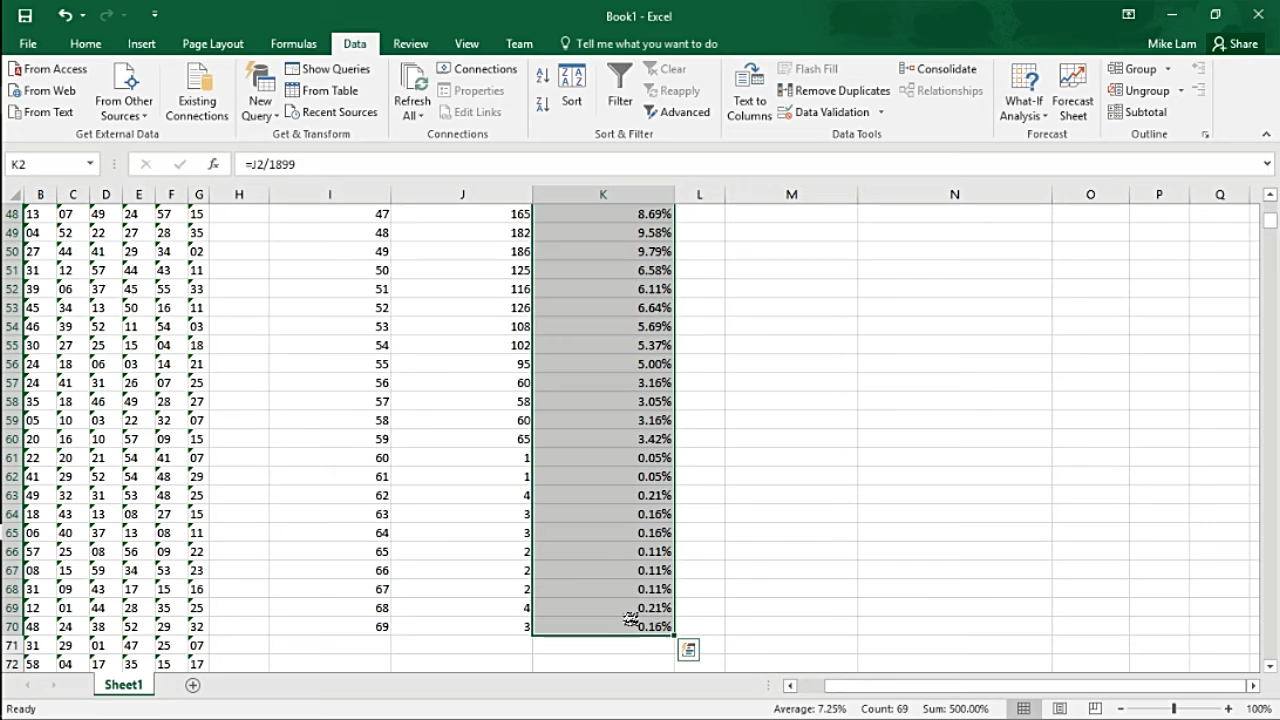 Book1 - Excel
File Home Insert Page Layout Formulas Data Review View Team Tell me what you want to do Mike Lam Share
From Access
From Web
From Text
From Other Sources
Existing Connections
Get External Data
New Query
Show Queries
From Table
Recent Sources
Get & Transform
Refresh All
Connections
Properties
Edit Links
Connections
Sort
Filter
Clear
Reapply
Advanced
Sort & Filter
Text to Columns
Flash Fill
Remove Duplicates
Data Validation
Consolidate
Relationships
Data Tools
What-If Analysis
Forecast Sheet
Forecast
Group
Ungroup
Subtotal
Outline
K2 fx =J2/1899
B C D E F G H I J K L M N O P Q
48 13 07 49 24 57 15 47 165 8.69%
49 04 52 22 27 28 35 48 182 9.58%
50 27 44 41 29 34 02 49 186 9.79%
51 31 12 57 44 43 11 50 125 6.58%
52 39 06 37 45 55 33 51 116 6.11%
53 45 34 13 50 16 11 52 126 6.64%
54 46 39 52 11 54 03 53 108 5.69%
55 30 27 25 15 04 18 54 102 5.37%
56 24 18 06 03 14 21 55 95 5.00%
57 24 41 31 26 07 25 56 60 3.16%
58 35 18 46 49 28 27 57 58 3.05%
59 05 10 03 22 32 07 58 60 3.16%
60 20 16 10 57 09 15 59 65 3.42%
61 22 20 21 54 41 07 60 1 0.05%
62 41 29 52 54 48 29 61 1 0.05%
63 49 32 31 53 48 25 62 4 0.21%
64 18 43 13 08 27 15 63 3 0.16%
65 06 40 37 13 08 11 64 3 0.16%
66 57 25 08 56 09 22 65 2 0.11%
67 08 15 59 34 53 23 66 2 0.11%
68 31 09 43 17 15 16 67 2 0.11%
69 12 01 44 28 35 25 68 4 0.21%
70 48 24 38 52 29 32 69 3 0.16%
71 31 29 01 47 25 07
72 58 04 17 35 15 17
Sheet1
Ready Average: 7.25% Count: 69 Sum: 500.00% 100%